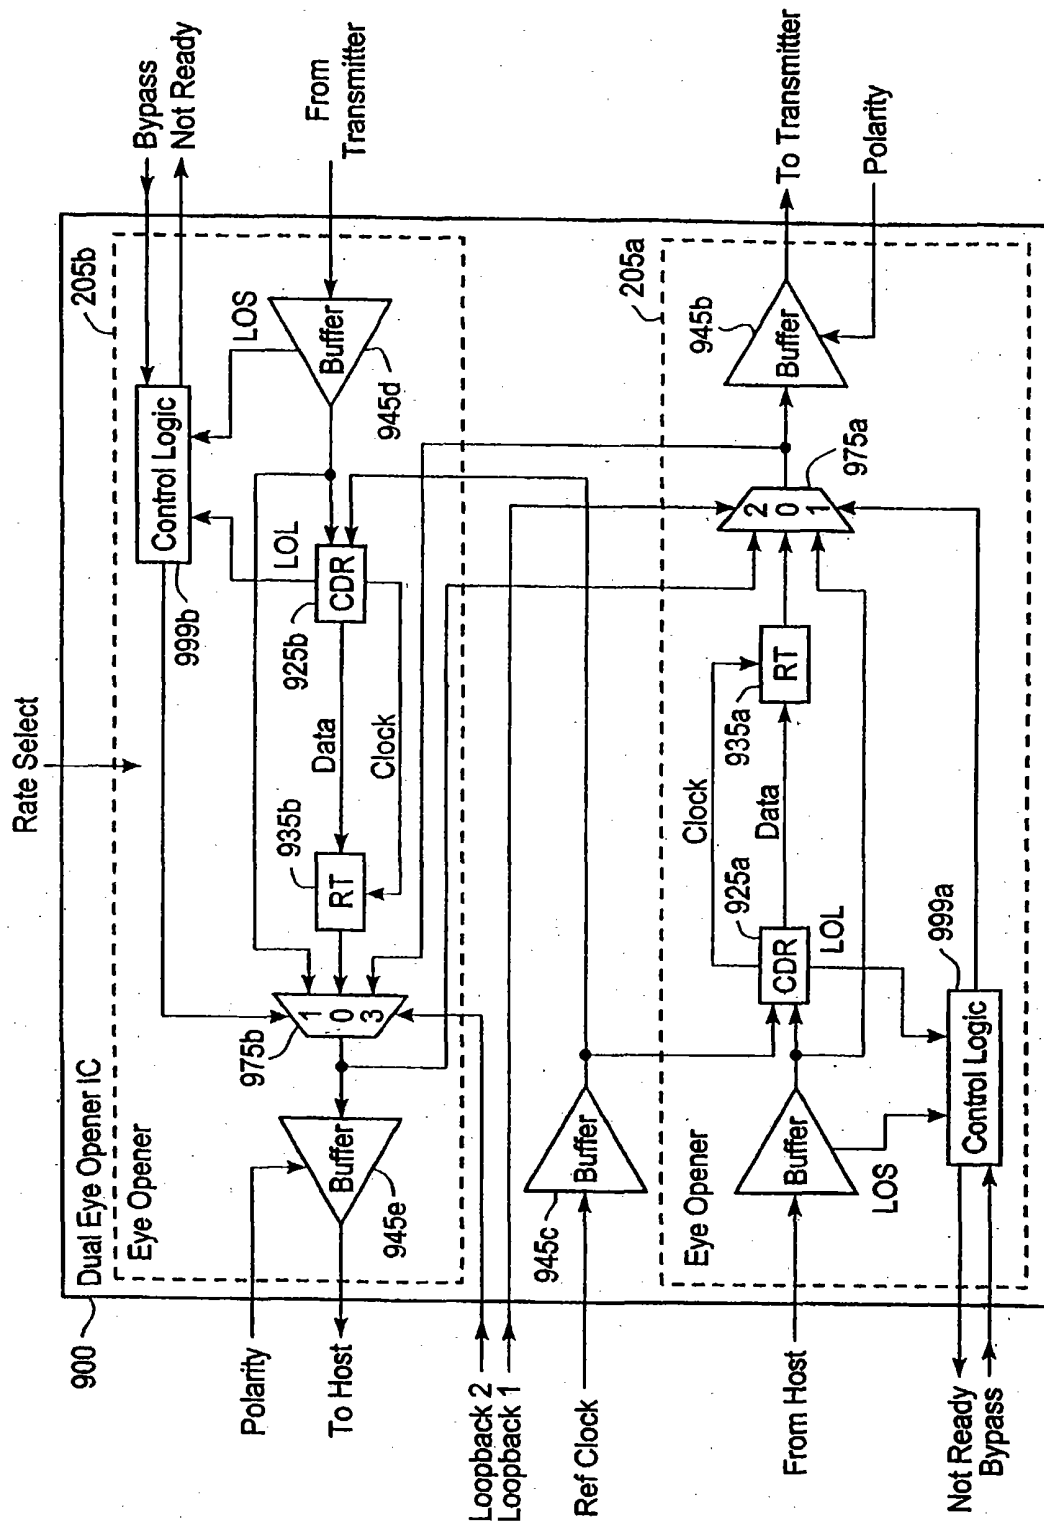 Rate Select
900
Dual Eye Opener IC
Eye Opener
205b
Bypass
Not Ready
Control Logic
999b
LOS
From
Transmitter
Buffer
945d
LOL
CDR
925b
Data
Clock
935b
RT
1
0
3
975b
Buffer
945e
Polarity
To Host
Loopback 2
Loopback 1
Ref Clock
Buffer
945c
205a
Eye Opener
From Host
Buffer
LOS
CDR
925a
LOL
Clock
Data
935a
RT
2
0
1
975a
Buffer
945b
To Transmitter
Polarity
999a
Control Logic
Not Ready
Bypass